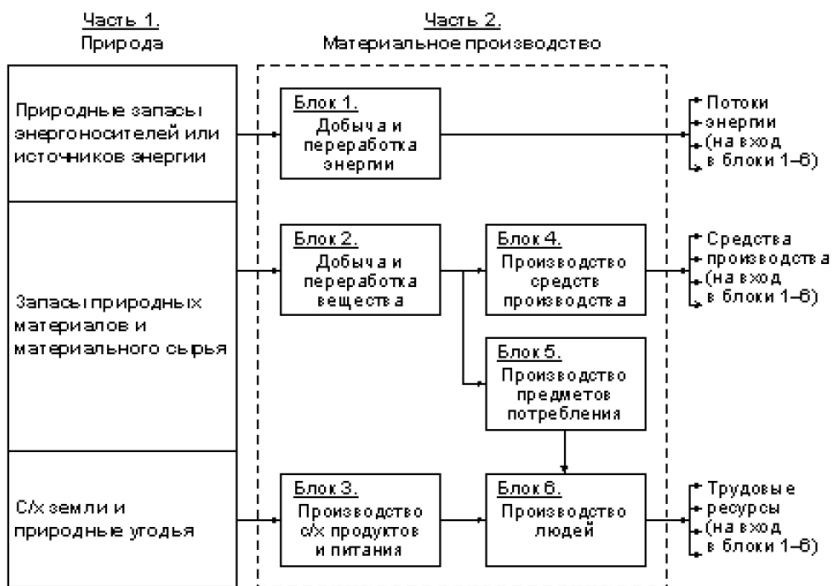 Часть 1.
Природа
Часть 2.
Материальное производство
Природные запасы
энергоносителей или
источников энергии
Блок 1.
Добыча и
переработка
энергии
Потоки
энергии
(на вход
в блоки 1–6)
Запасы природных
материалов и
материального сырья
Блок 2.
Добыча и
переработка
вещества
Блок 4.
Производство
средств
производства
Средства
производства
(на вход
в блоки 1–6)
Блок 5.
Производство
предметов
потребления
С/х земли и
природные угодья
Блок 3.
Производство
с/х продуктов
и питания
Блок 6.
Производство
людей
Трудовые
ресурсы
(на вход
в блоки 1–6)